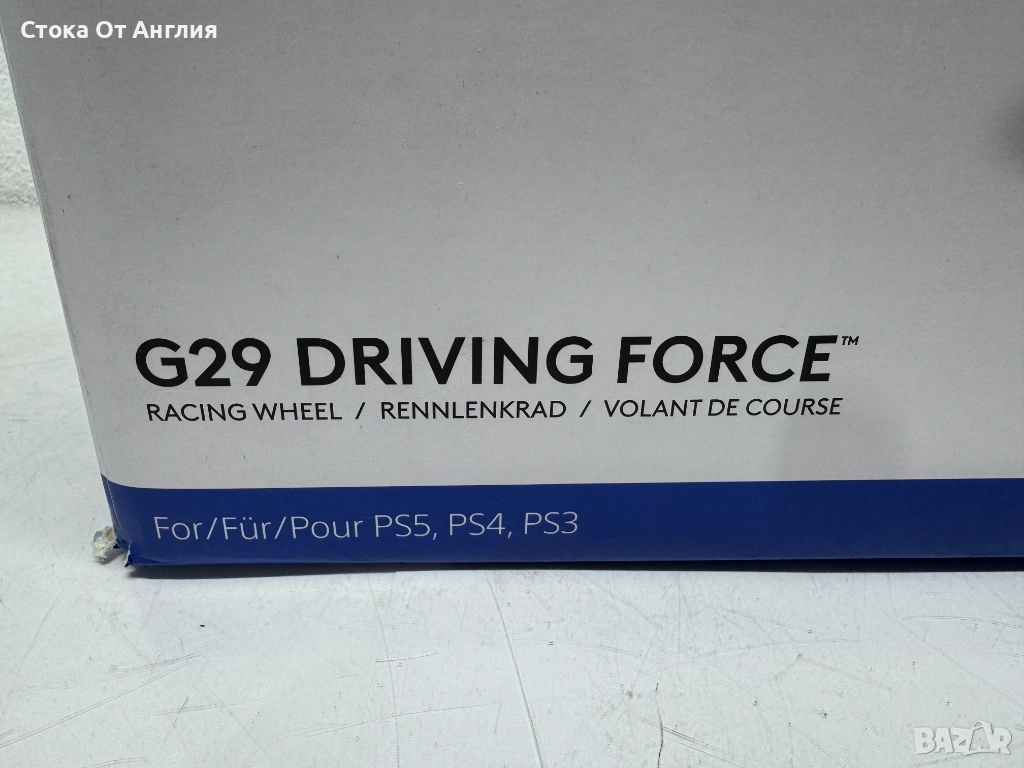 Стока От Англия
G29 DRIVING FORCE™
RACING WHEEL / RENNLENKRAD / VOLANT DE COURSE
For/Für/Pour PS5, PS4, PS3
BAZAR